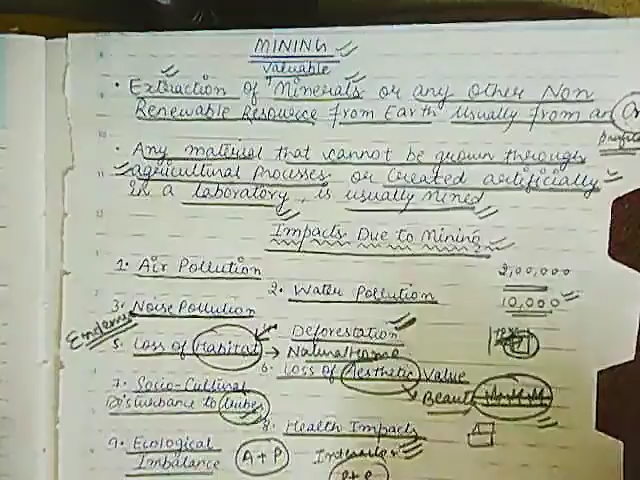 MINING
Valuable
• Extraction of Minerals or any other Non
Renewable Resource from Earth usually from an Or
• Any material that cannot be grown through
agricultural processes or created artificially
in a laboratory, is usually mined
Impacts Due to Mining
1. Air Pollution
2,00,000
2. Water Pollution
10,000
3. Noise Pollution
Endemic
Deforestation
5. Loss of Habitat → Natural Home
6. Loss of Aesthetic Value
Beauty
7. Socio-Cultural
Disturbance to Tribes
8. Health Impacts
9. Ecological
Imbalance
A + P
P + P